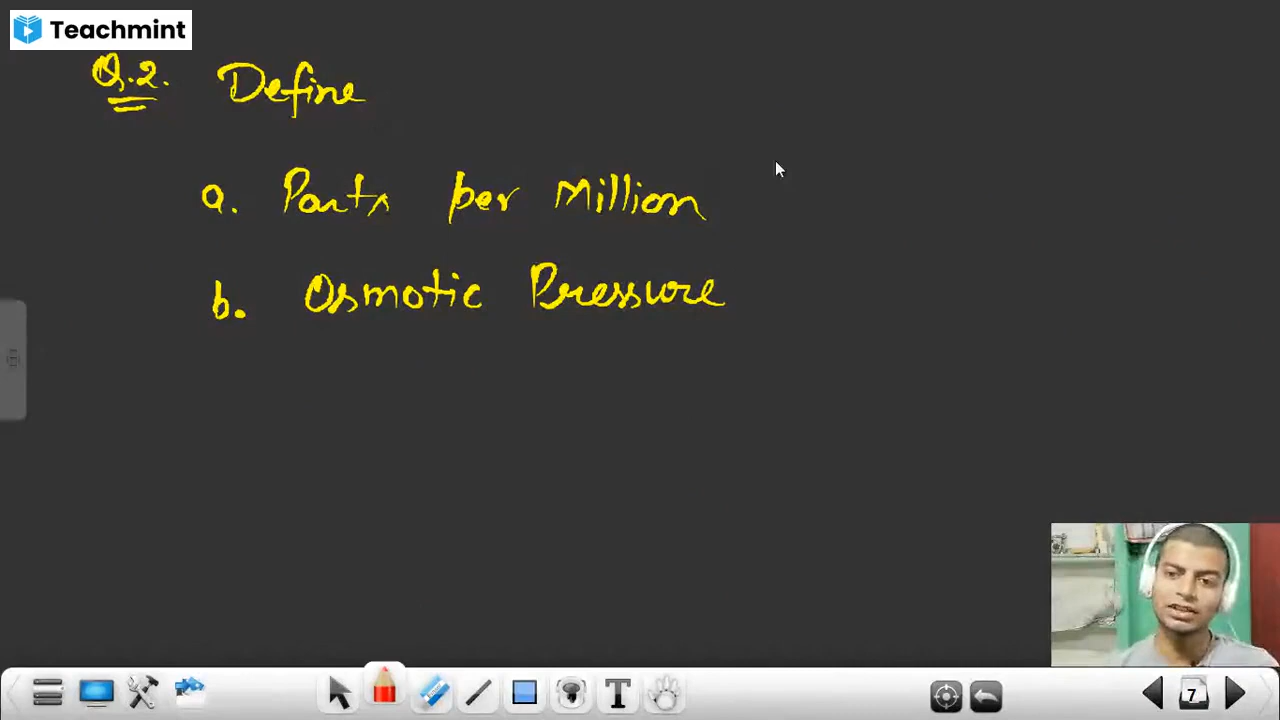 Teachmint
Q.2. Define
a. Parts per Million
b. Osmotic Pressure
T
7